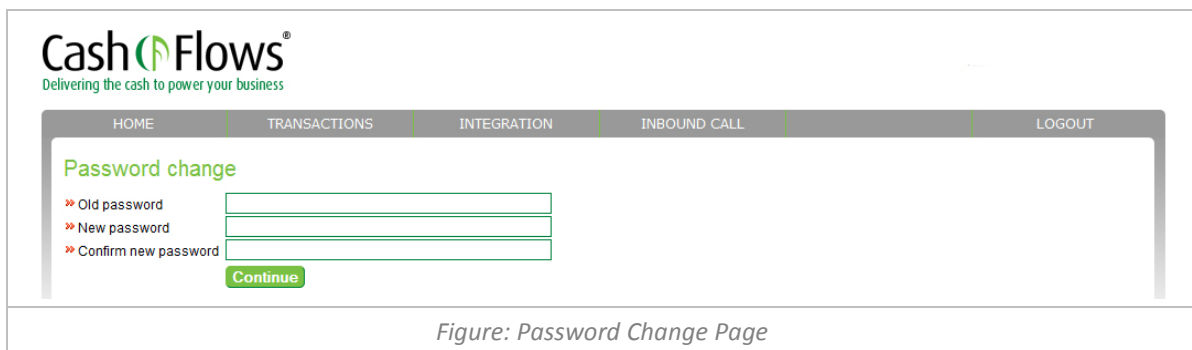 Cash Flows®
Delivering the cash to power your business
HOME TRANSACTIONS INTEGRATION INBOUND CALL LOGOUT
Password change
» Old password
» New password
» Confirm new password
Continue
Figure: Password Change Page